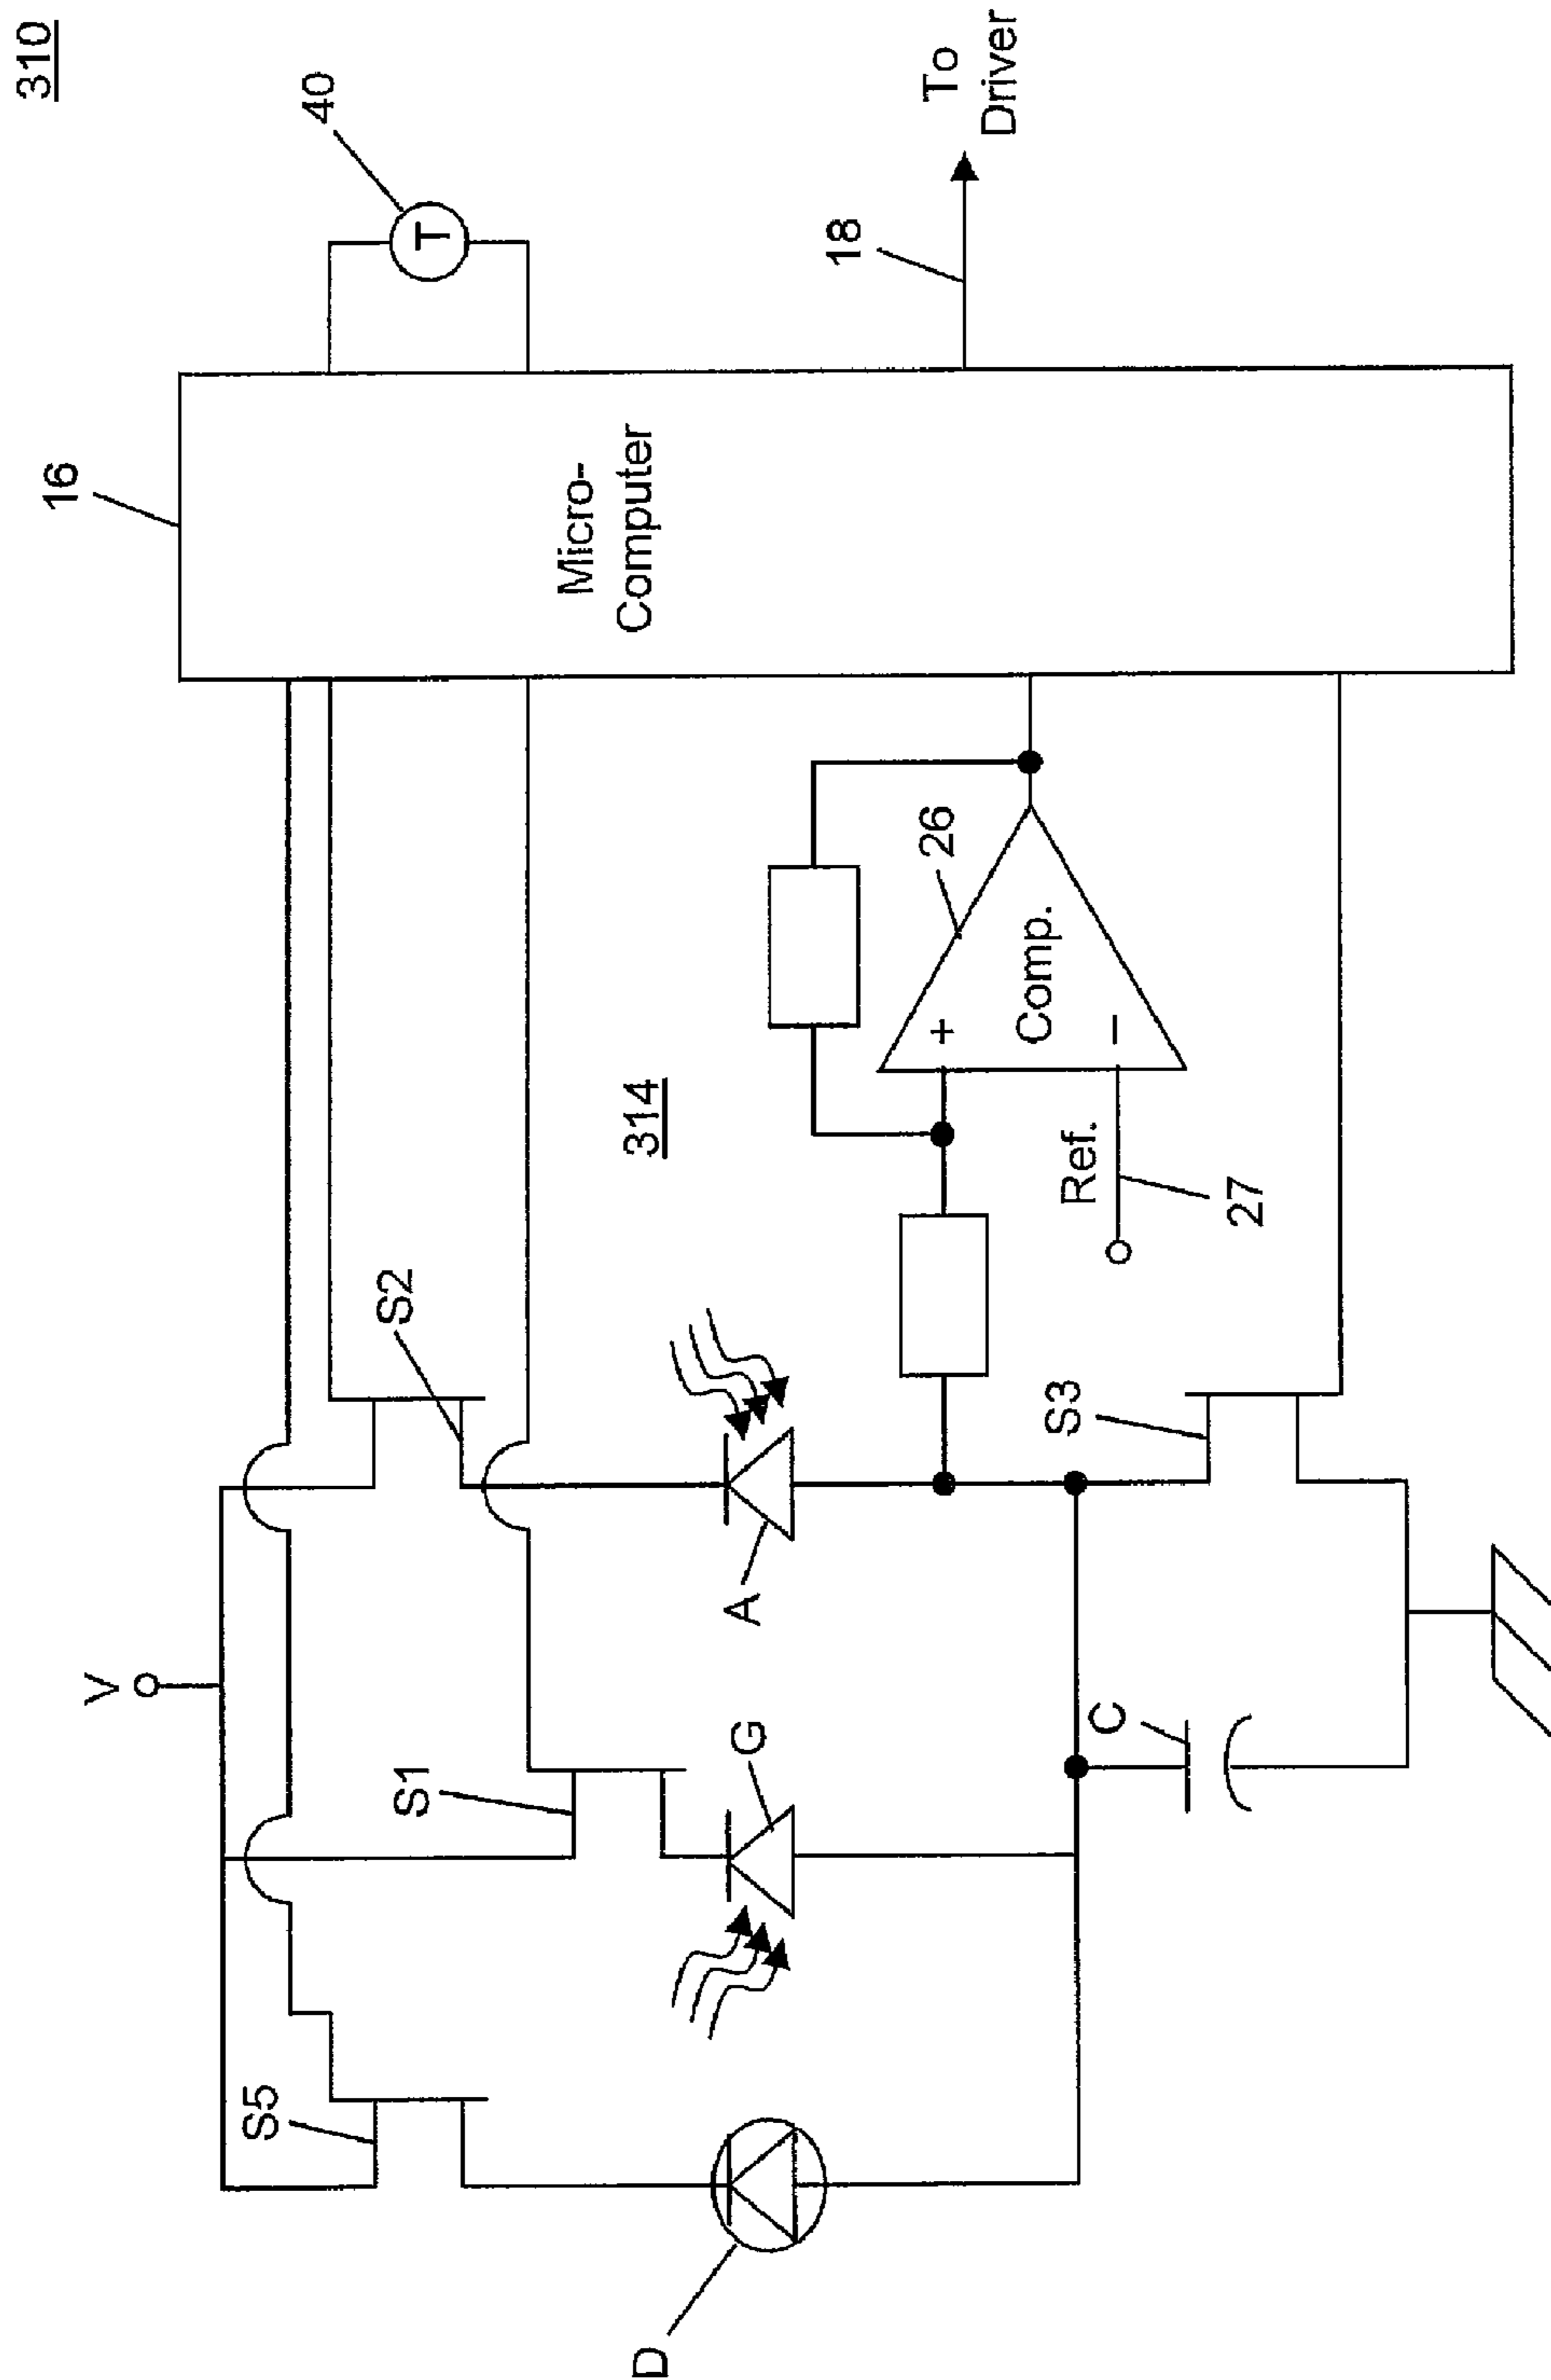 310
V
16
40
S5
S1
S2
T
Micro-
Computer
D
G
A
314
26
+
Comp.
−
18
To
Driver
Ref.
27
C
S3